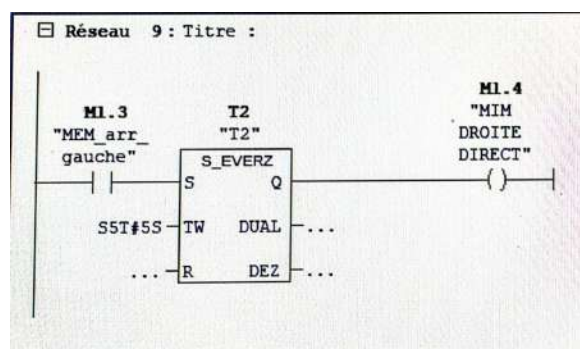 Réseau 9 : Titre :
M1.4
M1.3 T2 "MIM
"MEM_arr_ "T2" DROITE
gauche" DIRECT"
S_EVERZ
S Q
S5T#5S TW DUAL ...
... R DEZ ...